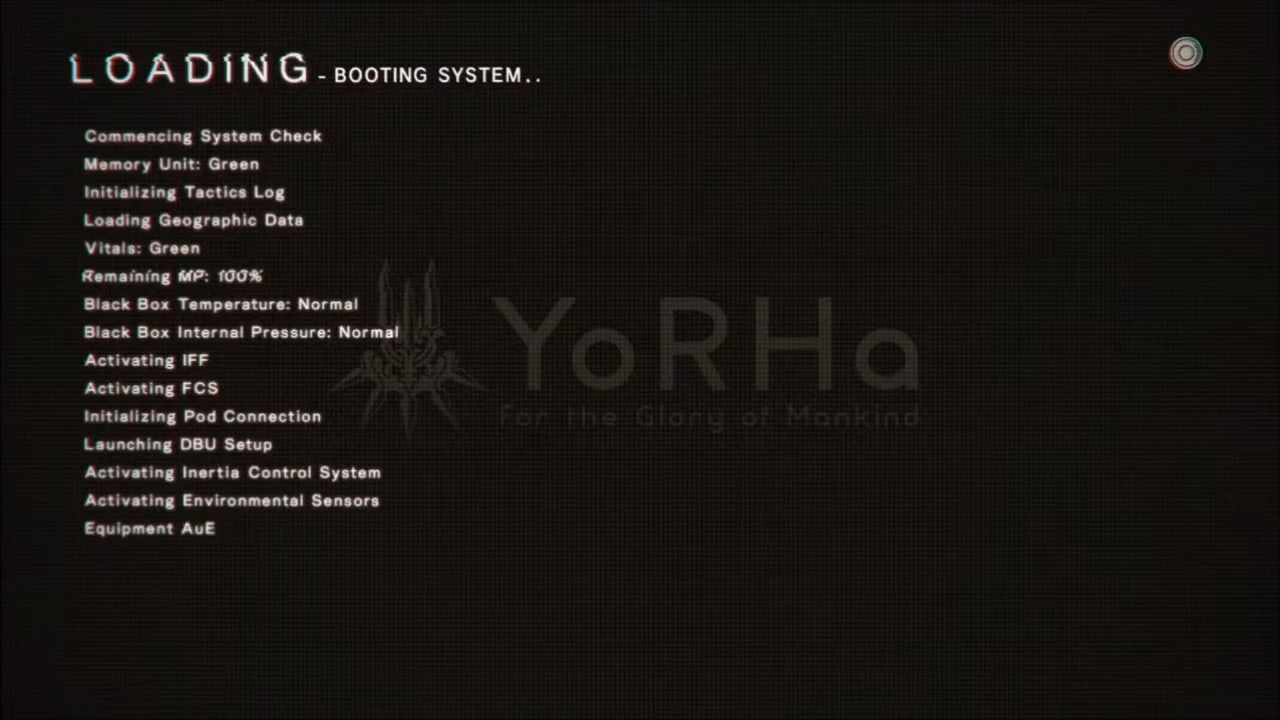 LOADING - BOOTING SYSTEM..
Commencing System Check
Memory Unit: Green
Initializing Tactics Log
Loading Geographic Data
Vitals: Green
Remaining MP: 100%
Black Box Temperature: Normal
Black Box Internal Pressure: Normal
Activating IFF
Activating FCS
Initializing Pod Connection
Launching DBU Setup
Activating Inertia Control System
Activating Environmental Sensors
Equipment AuE
YoRHa
For the Glory of Mankind